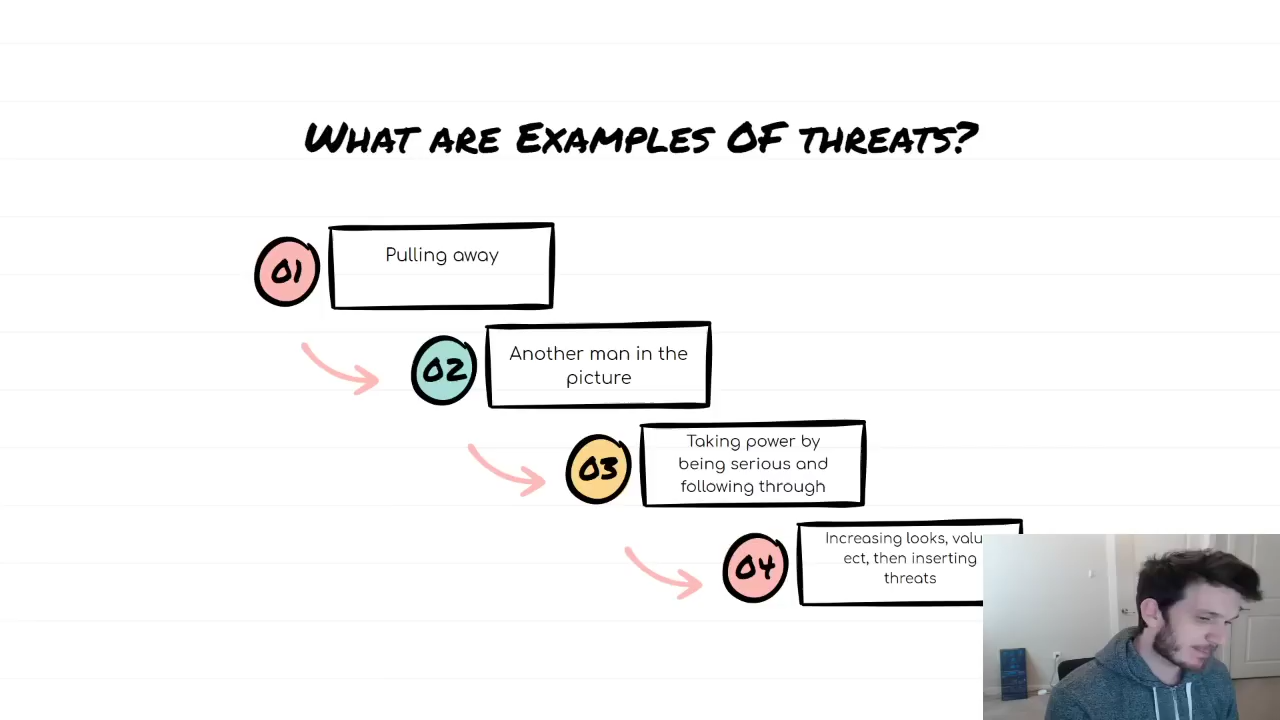 What are Examples OF threats?
01
Pulling away
02
Another man in the
picture
03
Taking power by
being serious and
following through
04
Increasing looks,
ect, then inserting
threats